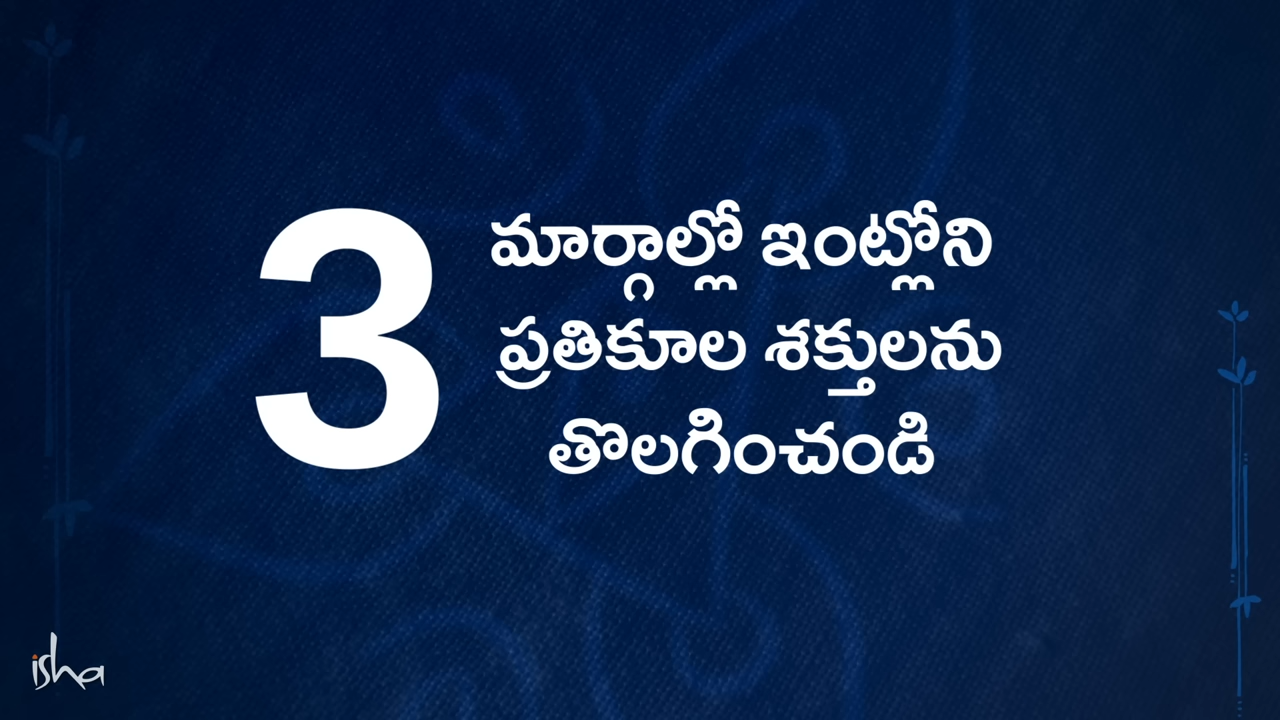 3
మార్గాల్లో ఇంట్లోని
ప్రతికూల శక్తులను
తొలగించండి
isha